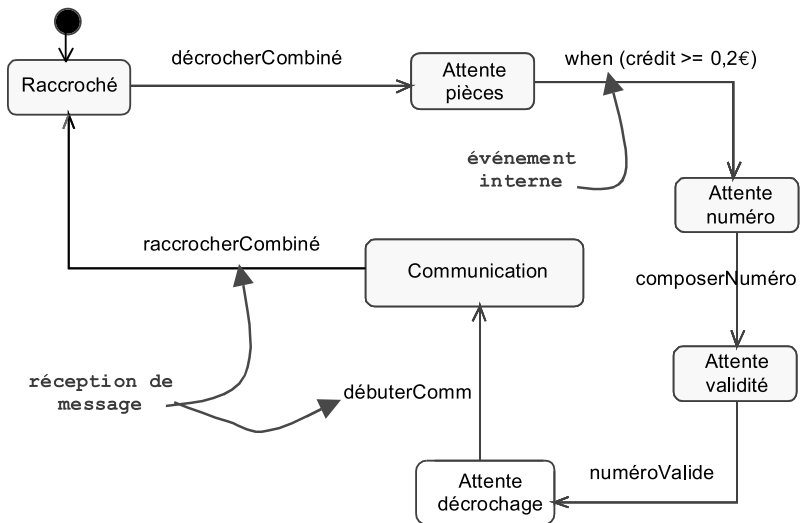 décrocherCombiné
when (crédit >= 0,2€)
Raccroché
Attente
pièces
événement
interne
Attente
numéro
raccrocherCombiné
Communication
composerNuméro
réception de
message
débuterComm
Attente
validité
Attente
décrochage
numéroValide